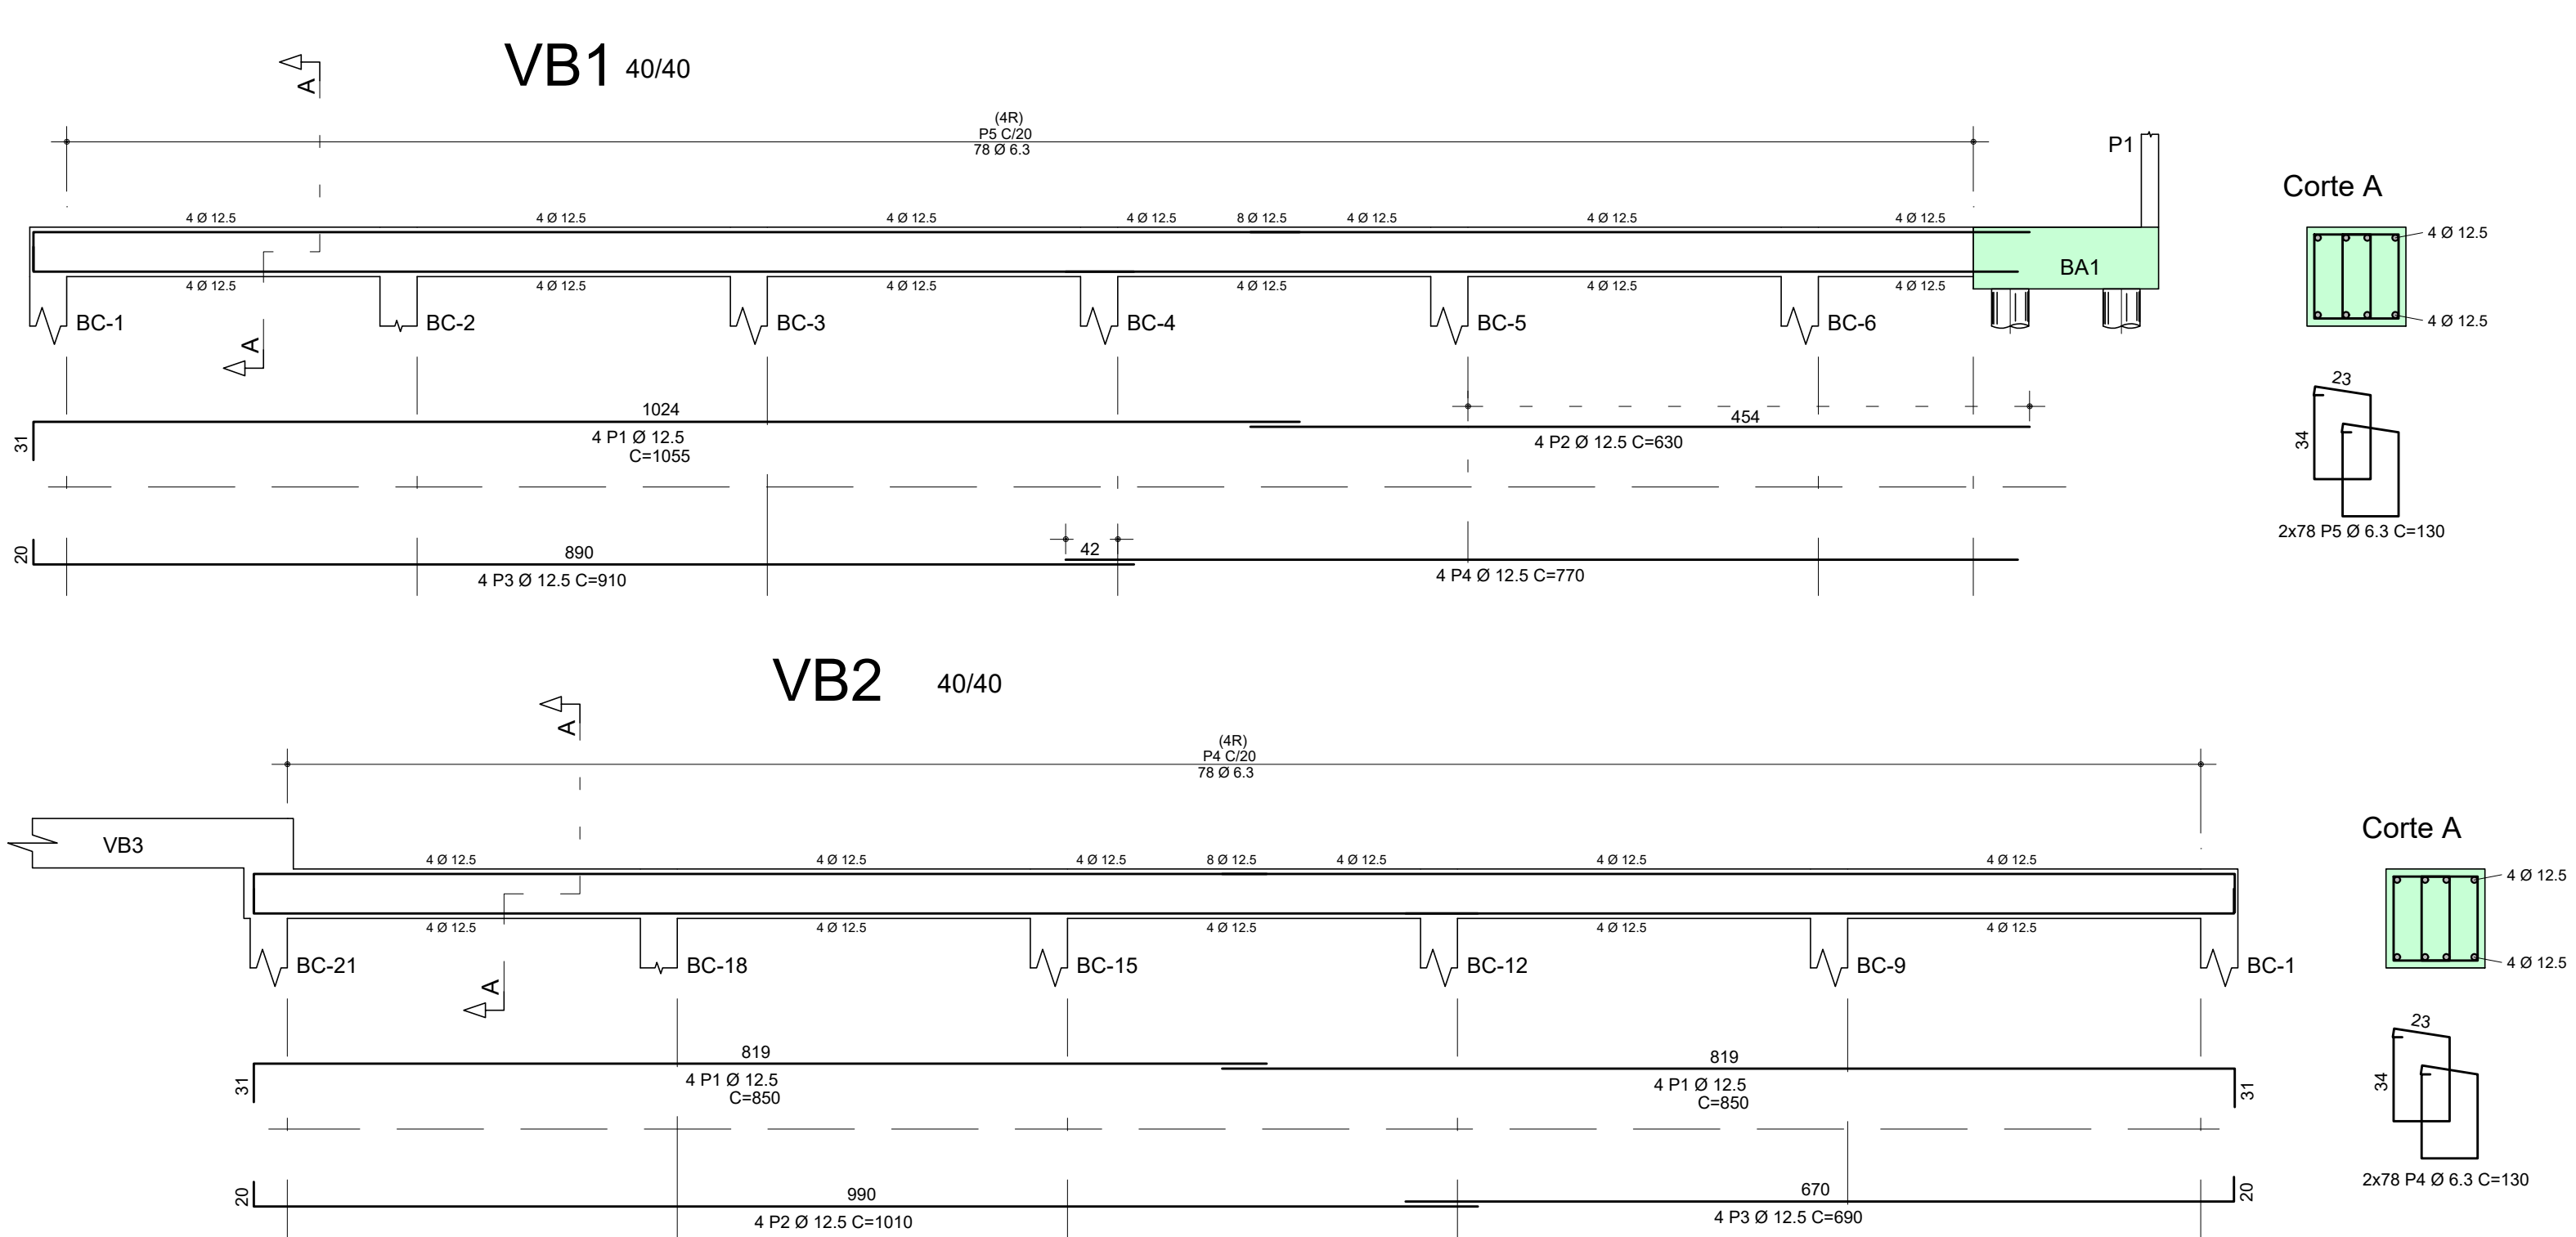 VB1 40/40
A
(4R)
P5 C/20
78 Ø 6.3
P1
Corte A
4 Ø 12.5 4 Ø 12.5 4 Ø 12.5 4 Ø 12.5 8 Ø 12.5 4 Ø 12.5 4 Ø 12.5 4 Ø 12.5
4 Ø 12.5
BA1
4 Ø 12.5 4 Ø 12.5 4 Ø 12.5 4 Ø 12.5 4 Ø 12.5 4 Ø 12.5
4 Ø 12.5
BC-1 BC-2 BC-3 BC-4 BC-5 BC-6
A
23
34
2x78 P5 Ø 6.3 C=130
1024
31
4 P1 Ø 12.5
C=1055
454
4 P2 Ø 12.5 C=630
42
20
890
4 P3 Ø 12.5 C=910
4 P4 Ø 12.5 C=770
VB2 40/40
A
(4R)
P4 C/20
78 Ø 6.3
Corte A
VB3
4 Ø 12.5 4 Ø 12.5 4 Ø 12.5 8 Ø 12.5 4 Ø 12.5 4 Ø 12.5 4 Ø 12.5
4 Ø 12.5
4 Ø 12.5 4 Ø 12.5 4 Ø 12.5 4 Ø 12.5 4 Ø 12.5
4 Ø 12.5
BC-21 BC-18 BC-15 BC-12 BC-9 BC-1
A
23
34
2x78 P4 Ø 6.3 C=130
819
31
4 P1 Ø 12.5
C=850
819
31
4 P1 Ø 12.5
C=850
20
990
4 P2 Ø 12.5 C=1010
670
20
4 P3 Ø 12.5 C=690